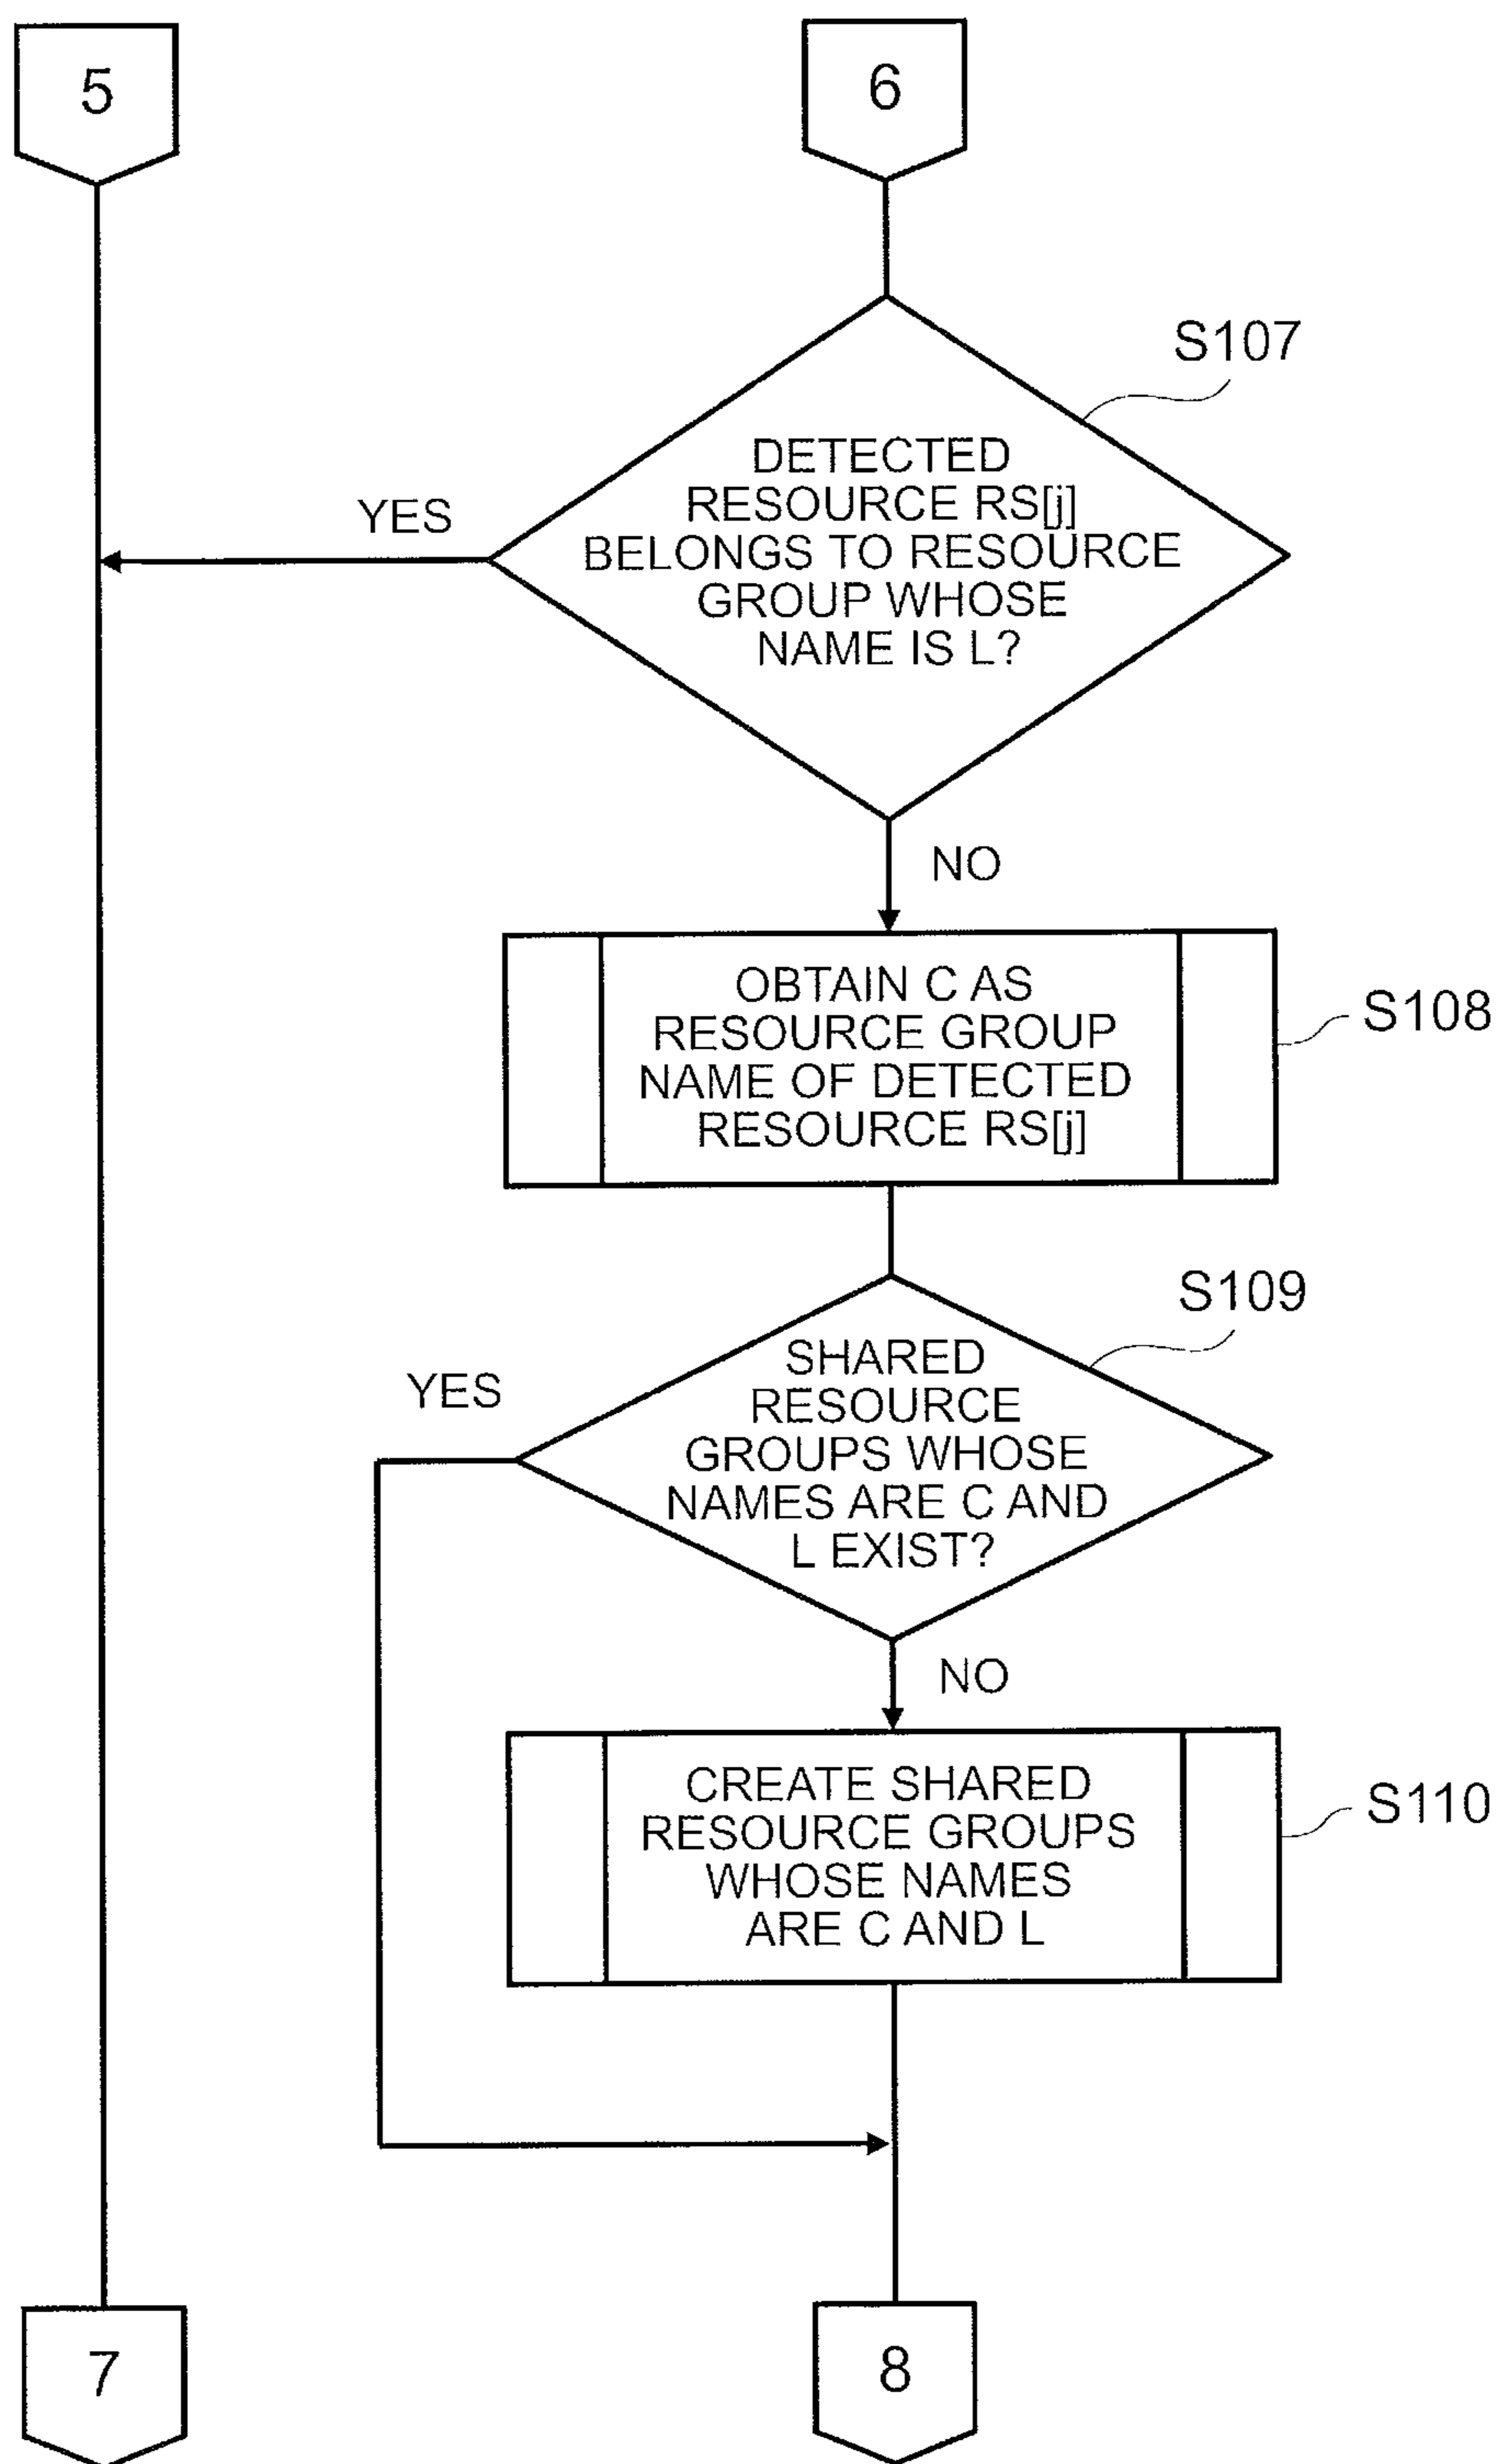 5
6
S107
DETECTED
RESOURCE RS[j]
BELONGS TO RESOURCE
GROUP WHOSE
NAME IS L?
YES
NO
OBTAIN C AS
RESOURCE GROUP
NAME OF DETECTED
RESOURCE RS[j]
S108
S109
SHARED
RESOURCE
GROUPS WHOSE
NAMES ARE C AND
L EXIST?
YES
NO
CREATE SHARED
RESOURCE GROUPS
WHOSE NAMES
ARE C AND L
S110
7
8